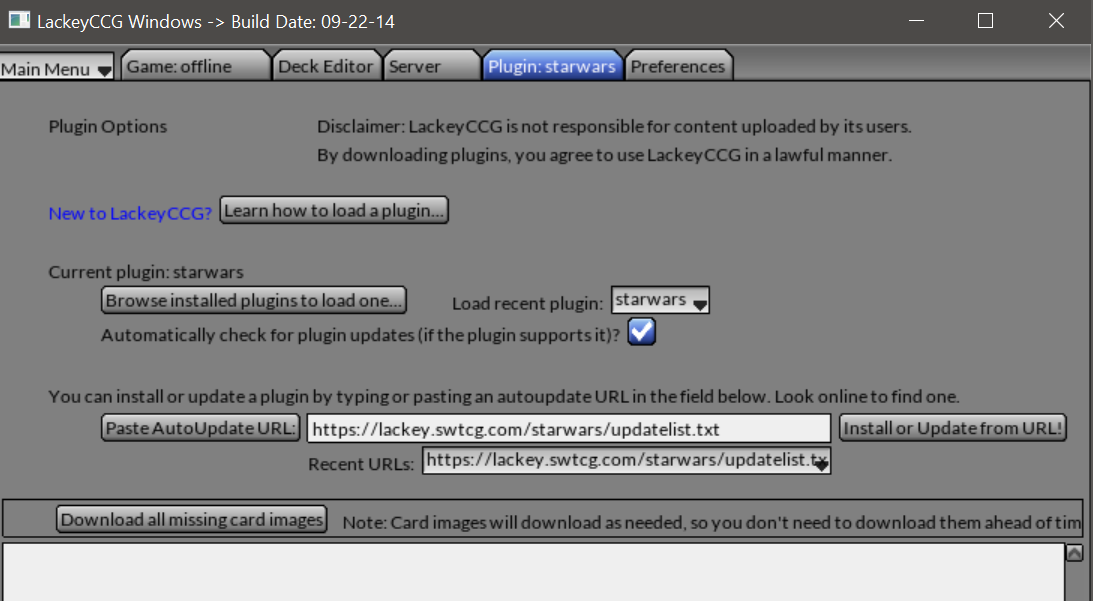 LackeyCCG Windows -> Build Date: 09-22-14
Main Menu Game: offline Deck Editor Server Plugin: starwars Preferences
Plugin Options
Disclaimer: LackeyCCG is not responsible for content uploaded by its users.
By downloading plugins, you agree to use LackeyCCG in a lawful manner.
New to LackeyCCG? Learn how to load a plugin...
Current plugin: starwars
Browse installed plugins to load one... Load recent plugin: starwars
Automatically check for plugin updates (if the plugin supports it)?
You can install or update a plugin by typing or pasting an autoupdate URL in the field below. Look online to find one.
Paste AutoUpdate URL: https://lackey.swtcg.com/starwars/updatelist.txt Install or Update from URL!
Recent URLs: https://lackey.swtcg.com/starwars/updatelist.tx
Download all missing card images Note: Card images will download as needed, so you don't need to download them ahead of tim